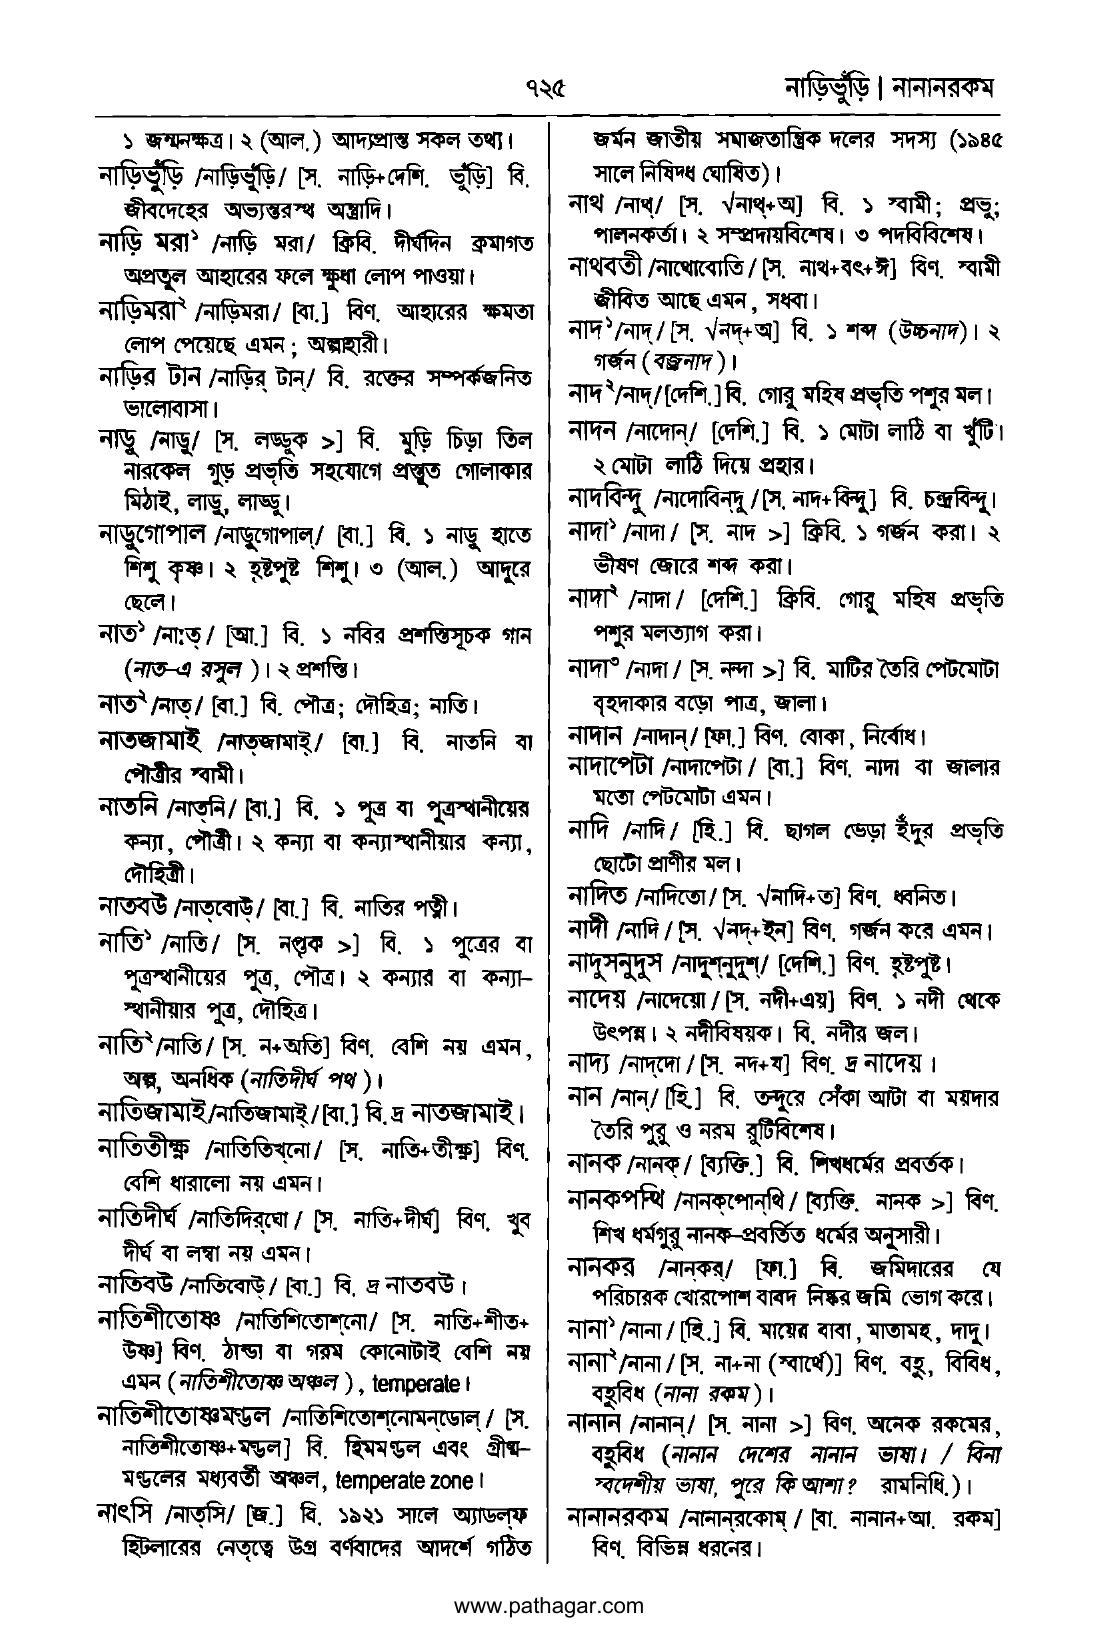 ৭২৫
নাড়িভুঁড়ি | নানানরকম
১ জন্মনক্ষত্র। ২ (আল.) আদ্যপ্রান্ত সকল তথ্য।
নাড়িভুঁড়ি /নাড়িভুঁড়ি/ [স. নাড়ি+দেশি. ভুঁড়ি] বি.
জীবদেহের অভ্যন্তরস্থ অস্ত্রাদি।
নাড়ি মরা১ /নাড়ি মরা/ ক্রিবি. দীর্ঘদিন ক্রমাগত
অপ্রতুল আহারের ফলে ক্ষুধা লোপ পাওয়া।
নাড়িমরা২ /নাড়িমরা/ [বা.] বিণ. আহারের ক্ষমতা
লোপ পেয়েছে এমন; অল্পাহারী।
নাড়ির টান /নাড়ির্ টান্/ বি. রক্তের সম্পর্কজনিত
ভালোবাসা।
নাড়ু /নাড়ু/ [স. লড্ডূক >] বি. মুড়ি চিড়া তিল
নারকেল গুড় প্রভৃতি সহযোগে প্রস্তুত গোলাকার
মিঠাই, লাড়ু, লাড্ডু।
নাড়ুগোপাল /নাড়ুগোপাল্/ [বা.] বি. ১ নাড়ু হাতে
শিশু কৃষ্ণ। ২ হৃষ্টপুষ্ট শিশু। ৩ (আল.) আদুরে
ছেলে।
নাত১ /না:ত্/ [আ.] বি. ১ নবির প্রশস্তিসূচক গান
(নাত-এ রসুল )। ২ প্রশস্তি।
নাত২ /নাত্/ [বা.] বি. পৌত্র; দৌহিত্র; নাতি।
নাতজামাই /নাত্জামাই্/ [বা.] বি. নাতনি বা
পৌত্রীর স্বামী।
নাতনি /নাত্নি/ [বা.] বি. ১ পুত্র বা পুত্রস্থানীয়ের
কন্যা, পৌত্রী। ২ কন্যা বা কন্যাস্থানীয়ার কন্যা,
দৌহিত্রী।
নাতবউ /নাত্বোউ্/ [বা.] বি. নাতির পত্নী।
নাতি১ /নাতি/ [স. নপ্তৃক >] বি. ১ পুত্রের বা
পুত্রস্থানীয়ের পুত্র, পৌত্র। ২ কন্যার বা কন্যা-
স্থানীয়ার পুত্র, দৌহিত্র।
নাতি২ /নাতি/ [স. ন+অতি] বিণ. বেশি নয় এমন,
অল্প, অনধিক (নাতিদীর্ঘ পথ )।
নাতিজামাই /নাতিজামাই্/ [বা.] বি. দ্র নাতজামাই।
নাতিতীক্ষ্ণ /নাতিতিখ্নো/ [স. নাতি+তীক্ষ্ণ] বিণ.
বেশি ধারালো নয় এমন।
নাতিদীর্ঘ /নাতিদির্ঘো/ [স. নাতি+দীর্ঘ] বিণ. খুব
দীর্ঘ বা লম্বা নয় এমন।
নাতিবউ /নাতিবোউ্/ [বা.] বি. দ্র নাতবউ।
নাতিশীতোষ্ণ /নাতিশিতোশ্নো/ [স. নাতি+শীত+
উষ্ণ] বিণ. ঠান্ডা বা গরম কোনোটাই বেশি নয়
এমন (নাতিশীতোষ্ণ অঞ্চল ), temperate।
নাতিশীতোষ্ণমণ্ডল /নাতিশিতোশ্নোমন্ডোল্/ [স.
নাতিশীতোষ্ণ+মণ্ডল] বি. হিমমণ্ডল এবং গ্রীষ্ম-
মণ্ডলের মধ্যবর্তী অঞ্চল, temperate zone।
নাৎসি /নাত্সি/ [জ.] বি. ১৯২১ সালে অ্যাডল্ফ
হিটলারের নেতৃত্বে উগ্র বর্ণবাদের আদর্শে গঠিত
জর্মন জাতীয় সমাজতান্ত্রিক দলের সদস্য (১৯৪৫
সালে নিষিদ্ধ ঘোষিত)।
নাথ /নাথ্/ [স. √নাথ্+অ] বি. ১ স্বামী; প্রভু;
পালনকর্তা। ২ সম্প্রদায়বিশেষ। ৩ পদবিবিশেষ।
নাথবতী /নাথোবোতি/ [স. নাথ+বৎ+ঈ] বিণ. স্বামী
জীবিত আছে এমন, সধবা।
নাদ১ /নাদ্/ [স. √নদ্+অ] বি. ১ শব্দ (উচ্চনাদ)। ২
গর্জন (বজ্রনাদ )।
নাদ২ /নাদ্/ [দেশি.] বি. গোরু মহিষ প্রভৃতি পশুর মল।
নাদন /নাদোন্/ [দেশি.] বি. ১ মোটা লাঠি বা খুঁটি।
২ মোটা লাঠি দিয়ে প্রহার।
নাদবিন্দু /নাদোবিন্দু/ [স. নাদ+বিন্দু] বি. চন্দ্রবিন্দু।
নাদা১ /নাদা/ [স. নাদ >] ক্রিবি. ১ গর্জন করা। ২
ভীষণ জোরে শব্দ করা।
নাদা২ /নাদা/ [দেশি.] ক্রিবি. গোরু মহিষ প্রভৃতি
পশুর মলত্যাগ করা।
নাদা৩ /নাদা/ [স. নন্দা >] বি. মাটির তৈরি পেটমোটা
বৃহদাকার বড়ো পাত্র, জালা।
নাদান /নাদান্/ [ফা.] বিণ. বোকা, নির্বোধ।
নাদাপেটা /নাদাপেটা/ [বা.] বিণ. নাদা বা জালার
মতো পেটমোটা এমন।
নাদি /নাদি/ [হি.] বি. ছাগল ভেড়া ইঁদুর প্রভৃতি
ছোটো প্রাণীর মল।
নাদিত /নাদিতো/ [স. √নাদি+ত] বিণ. ধ্বনিত।
নাদী /নাদি/ [স. √নদ্+ইন] বিণ. গর্জন করে এমন।
নাদুসনুদুস /নাদুশ্নুদুশ্/ [দেশি.] বিণ. হৃষ্টপুষ্ট।
নাদেয় /নাদেয়ো/ [স. নদী+এয়] বিণ. ১ নদী থেকে
উৎপন্ন। ২ নদীবিষয়ক। বি. নদীর জল।
নাদ্য /নাদ্দো/ [স. নদ+য] বিণ. দ্র নাদেয়।
নান /নান্/ [হি.] বি. তন্দুরে সেঁকা আটা বা ময়দার
তৈরি পুরু ও নরম রুটিবিশেষ।
নানক /নানক্/ [ব্যক্তি.] বি. শিখধর্মের প্রবর্তক।
নানকপন্থি /নানক্পোন্থি/ [ব্যক্তি. নানক >] বিণ.
শিখ ধর্মগুরু নানক-প্রবর্তিত ধর্মের অনুসারী।
নানকর /নান্কর্/ [ফা.] বি. জমিদারের যে
পরিচারক খোরপোশ বাবদ নিষ্কর জমি ভোগ করে।
নানা১ /নানা/ [হি.] বি. মায়ের বাবা, মাতামহ, দাদু।
নানা২ /নানা/ [স. না+না (স্বার্থে)] বিণ. বহু, বিবিধ,
বহুবিধ (নানা রকম )।
নানান /নানান্/ [স. নানা >] বিণ. অনেক রকমের,
বহুবিধ (নানান দেশের নানান ভাষা। / বিনা
স্বদেশীয় ভাষা, পুরে কি আশা? রামনিধি.)।
নানানরকম /নানান্রকোম্/ [বা. নানান+আ. রকম]
বিণ. বিভিন্ন ধরনের।
www.pathagar.com